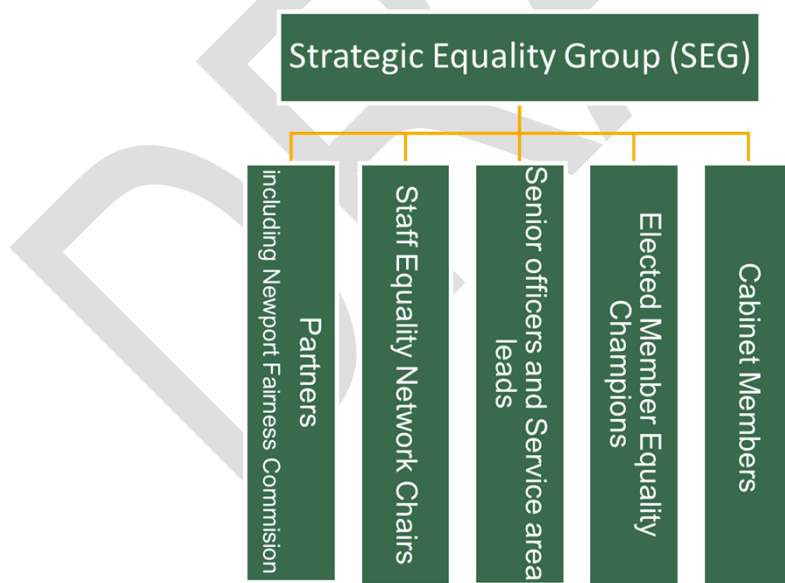 Strategic Equality Group (SEG)
Partners
including Newport Fairness Commision
Staff Equality Network Chairs
Senior officers and Service area
leads
Elected Member Equality
Champions
Cabinet Members